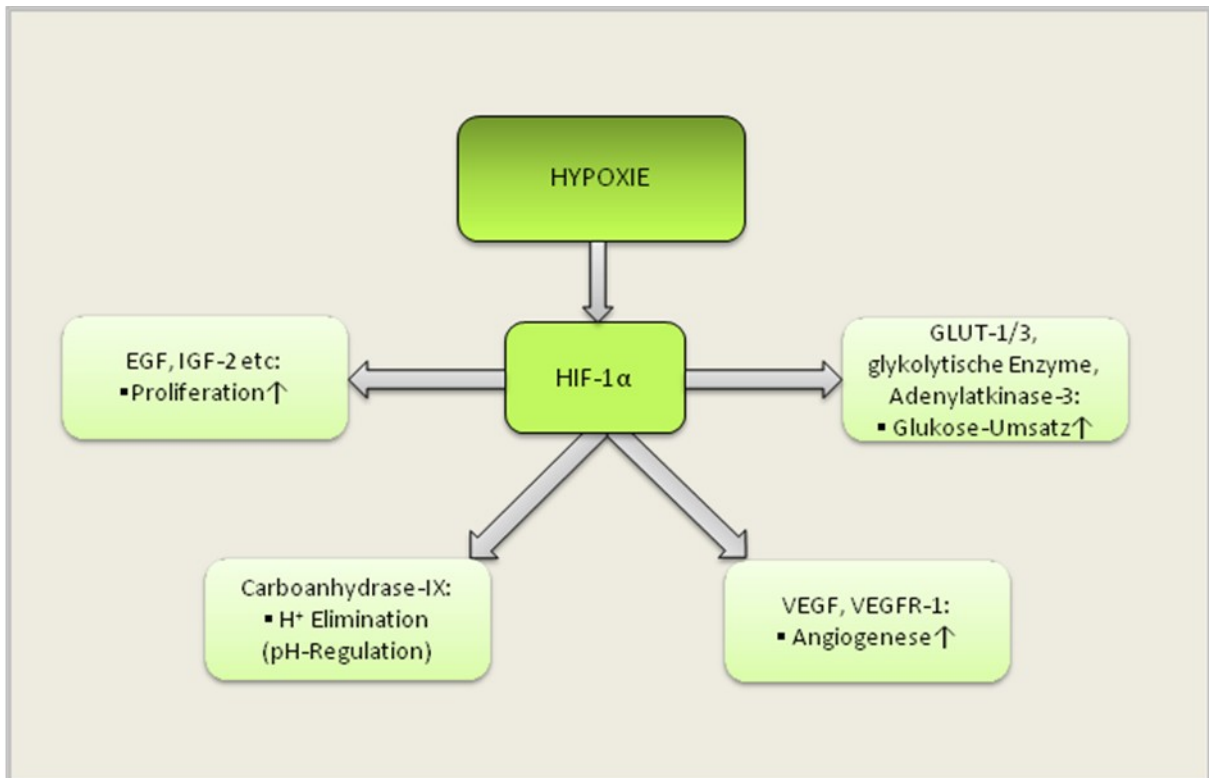 HYPOXIE
EGF, IGF-2 etc:
▪Proliferation↑
HIF-1α
GLUT-1/3,
glykolytische Enzyme,
Adenylatkinase-3:
▪ Glukose-Umsatz↑
Carboanhydrase-IX:
▪ H⁺ Elimination
(pH-Regulation)
VEGF, VEGFR-1:
▪ Angiogenese↑